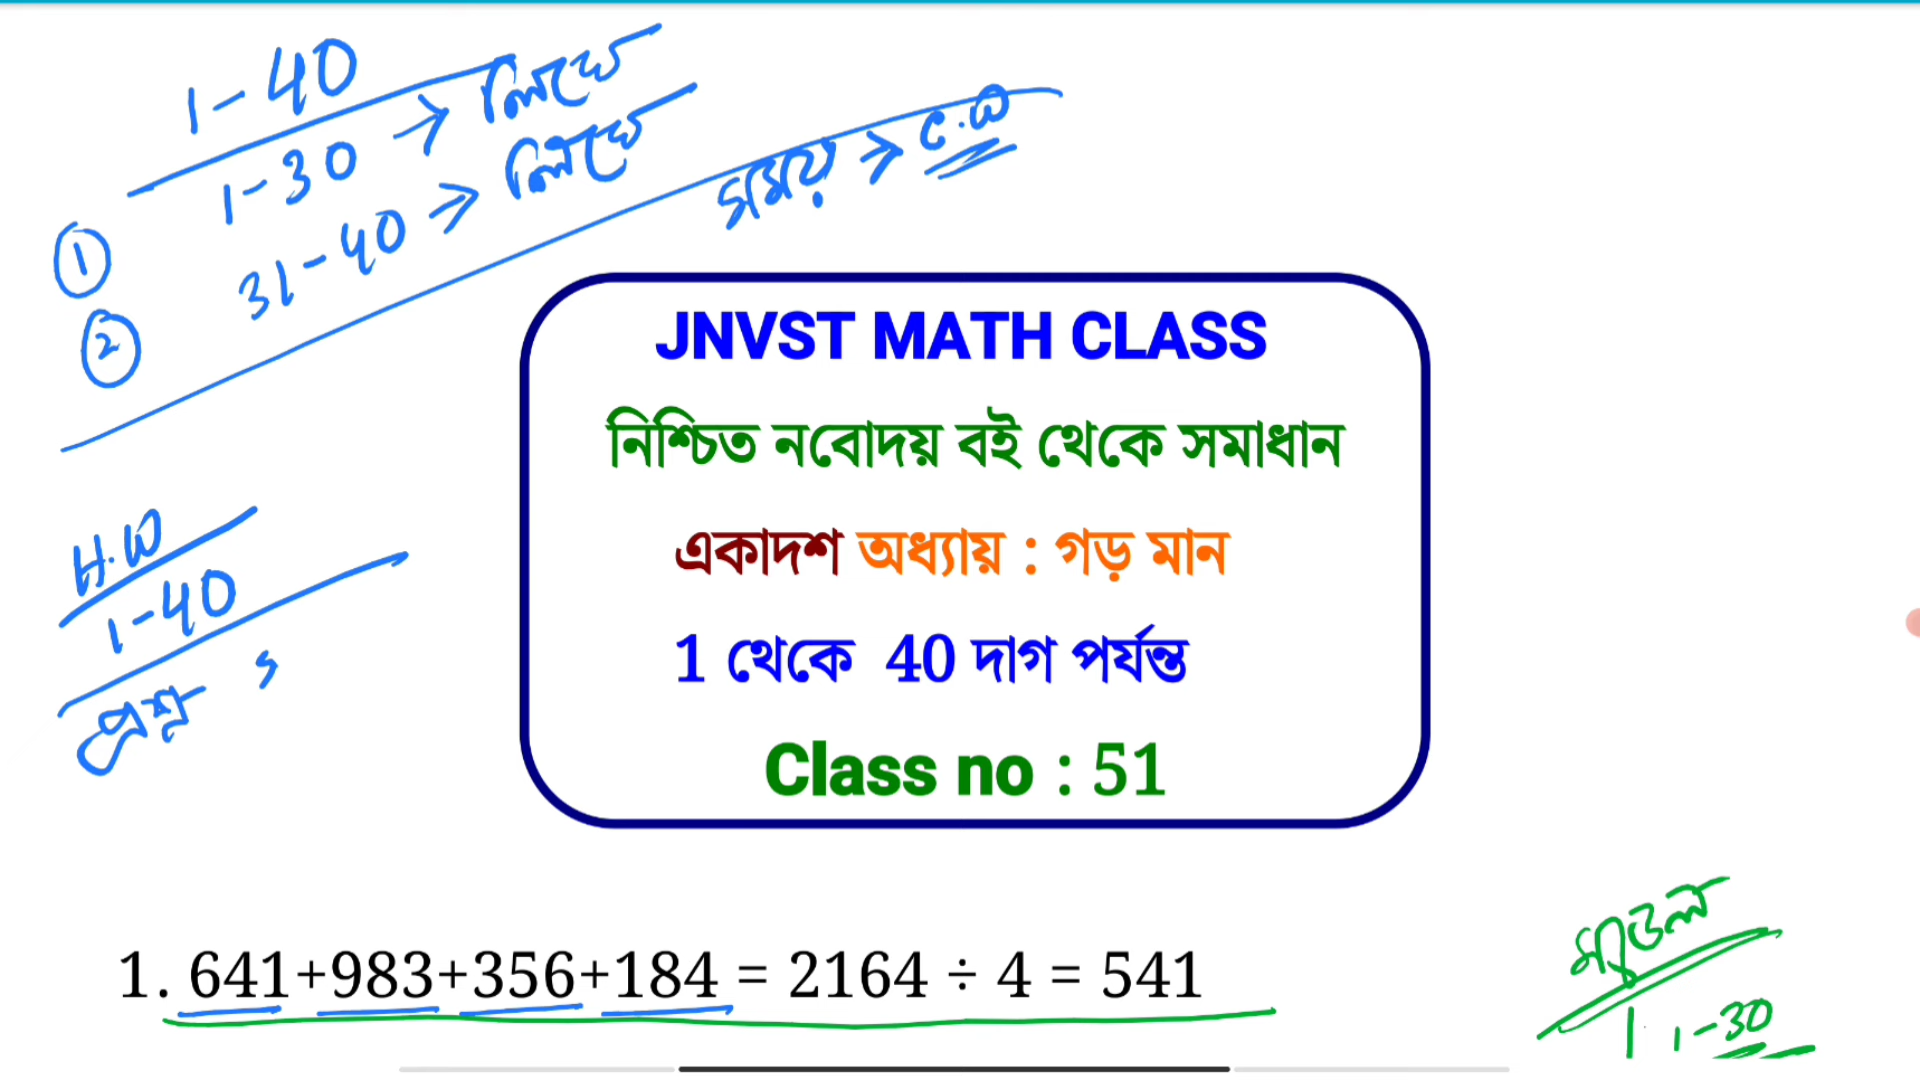 1-40
1-30 → লিখে
31-40 → লিখে
সময় → C.W
1
2
JNVST MATH CLASS
নিশ্চিত নবোদয় বই থেকে সমাধান
একাদশ অধ্যায় : গড় মান
1 থেকে 40 দাগ পর্যন্ত
Class no : 51
H.W
1-40
প্রশ্ন
1. 641+983+356+184 = 2164 ÷ 4 = 541
1-30